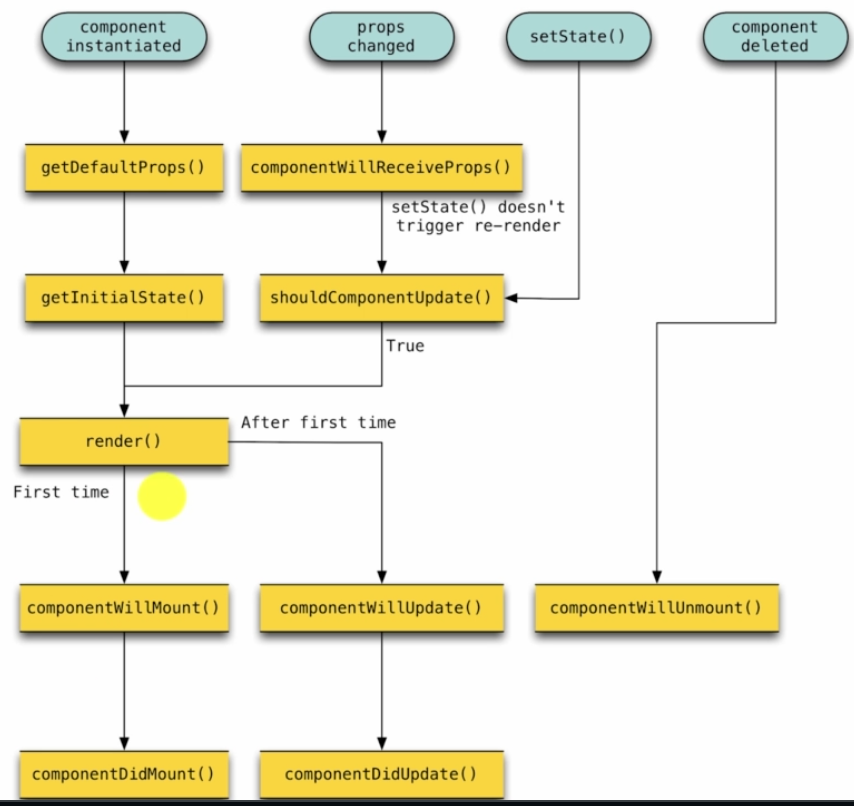 component
instantiated
props
changed
setState()
component
deleted
getDefaultProps()
componentWillReceiveProps()
setState() doesn't
trigger re-render
getInitialState()
shouldComponentUpdate()
True
render()
After first time
First time
componentWillMount()
componentWillUpdate()
componentWillUnmount()
componentDidMount()
componentDidUpdate()